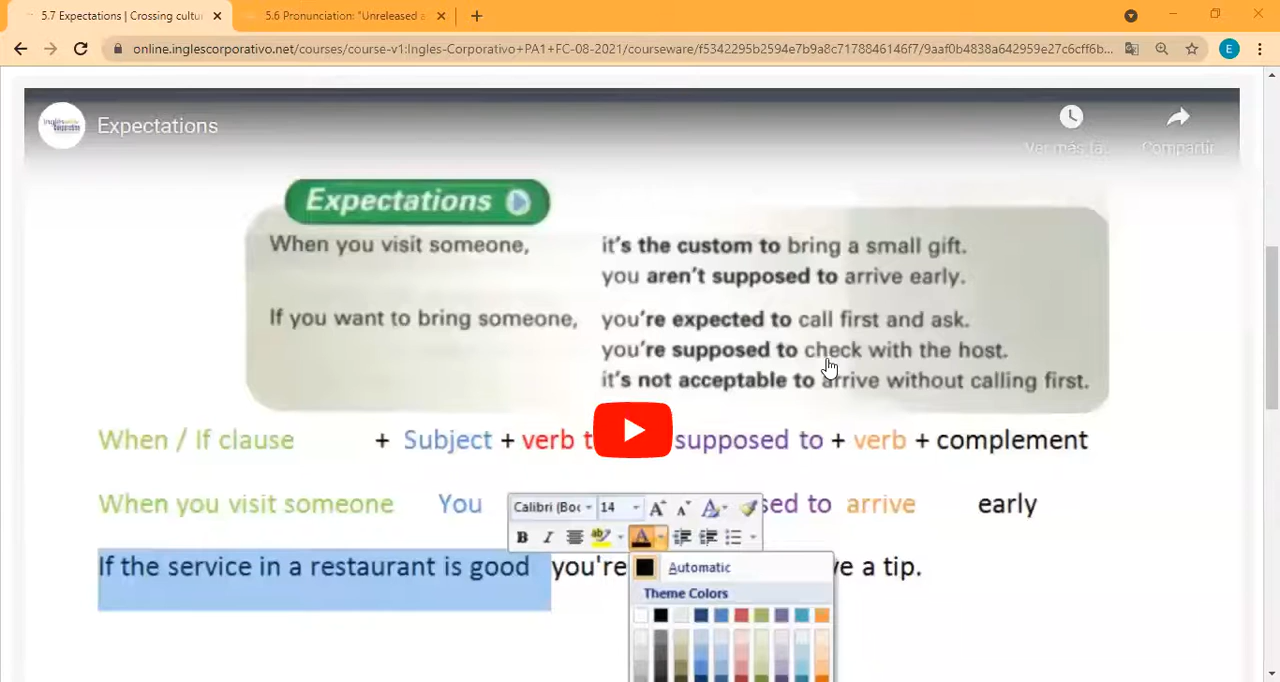 5.7 Expectations | Crossing cultu
5.6 Pronunciation: "Unreleased a
online.inglescorporativo.net/courses/course-v1:Ingles-Corporativo+PA1+FC-08-2021/courseware/f5342295b2594e7b9a8c7178846146f7/9aaf0b4838a642959e27c6cff6b...
E
Expectations
Ver más ta...
Compartir
Expectations
When you visit someone, it's the custom to bring a small gift.
you aren't supposed to arrive early.
If you want to bring someone, you're expected to call first and ask.
you're supposed to check with the host.
it's not acceptable to arrive without calling first.
When / If clause + Subject + verb t supposed to + verb + complement
When you visit someone You sed to arrive early
Calibri (Boc 14
If the service in a restaurant is good you're ve a tip.
Automatic
Theme Colors